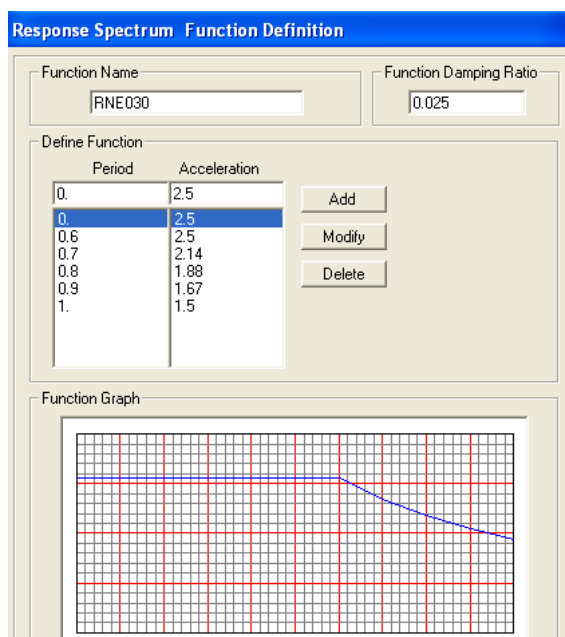 Response Spectrum Function Definition
Function Name
Function Damping Ratio
RNE030
0.025
Define Function
Period Acceleration
0. 2.5
Add
0. 2.5
0.6 2.5
Modify
0.7 2.14
0.8 1.88
Delete
0.9 1.67
1. 1.5
Function Graph